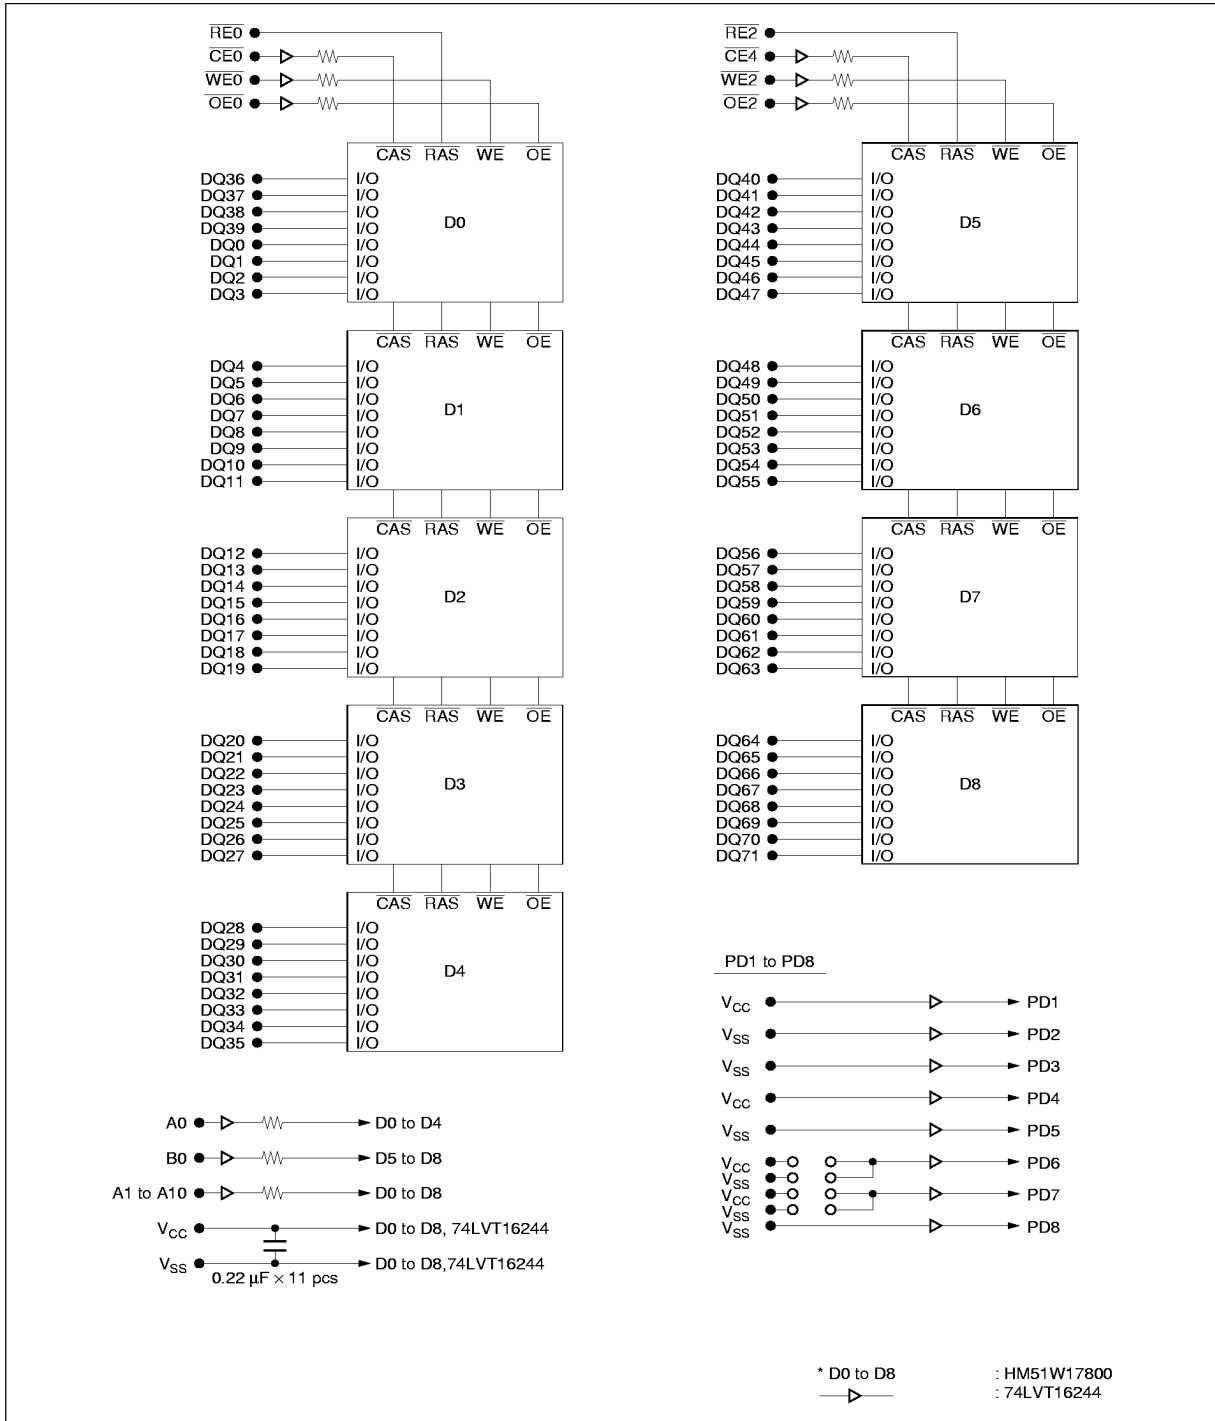 RE0
CE0
WE0
OE0
CAS RAS WE OE
DQ36 I/O
DQ37 I/O
DQ38 I/O
DQ39 I/O
DQ0 I/O
DQ1 I/O
DQ2 I/O
DQ3 I/O
D0
CAS RAS WE OE
DQ4 I/O
DQ5 I/O
DQ6 I/O
DQ7 I/O
DQ8 I/O
DQ9 I/O
DQ10 I/O
DQ11 I/O
D1
CAS RAS WE OE
DQ12 I/O
DQ13 I/O
DQ14 I/O
DQ15 I/O
DQ16 I/O
DQ17 I/O
DQ18 I/O
DQ19 I/O
D2
CAS RAS WE OE
DQ20 I/O
DQ21 I/O
DQ22 I/O
DQ23 I/O
DQ24 I/O
DQ25 I/O
DQ26 I/O
DQ27 I/O
D3
CAS RAS WE OE
DQ28 I/O
DQ29 I/O
DQ30 I/O
DQ31 I/O
DQ32 I/O
DQ33 I/O
DQ34 I/O
DQ35 I/O
D4
A0 D0 to D4
B0 D5 to D8
A1 to A10 D0 to D8
VCC D0 to D8, 74LVT16244
VSS D0 to D8,74LVT16244
0.22 µF × 11 pcs
RE2
CE4
WE2
OE2
CAS RAS WE OE
DQ40 I/O
DQ41 I/O
DQ42 I/O
DQ43 I/O
DQ44 I/O
DQ45 I/O
DQ46 I/O
DQ47 I/O
D5
CAS RAS WE OE
DQ48 I/O
DQ49 I/O
DQ50 I/O
DQ51 I/O
DQ52 I/O
DQ53 I/O
DQ54 I/O
DQ55 I/O
D6
CAS RAS WE OE
DQ56 I/O
DQ57 I/O
DQ58 I/O
DQ59 I/O
DQ60 I/O
DQ61 I/O
DQ62 I/O
DQ63 I/O
D7
CAS RAS WE OE
DQ64 I/O
DQ65 I/O
DQ66 I/O
DQ67 I/O
DQ68 I/O
DQ69 I/O
DQ70 I/O
DQ71 I/O
D8
PD1 to PD8
VCC PD1
VSS PD2
VSS PD3
VCC PD4
VSS PD5
VCC PD6
VSS
VCC PD7
VSS
VSS PD8
* D0 to D8 : HM51W17800
: 74LVT16244